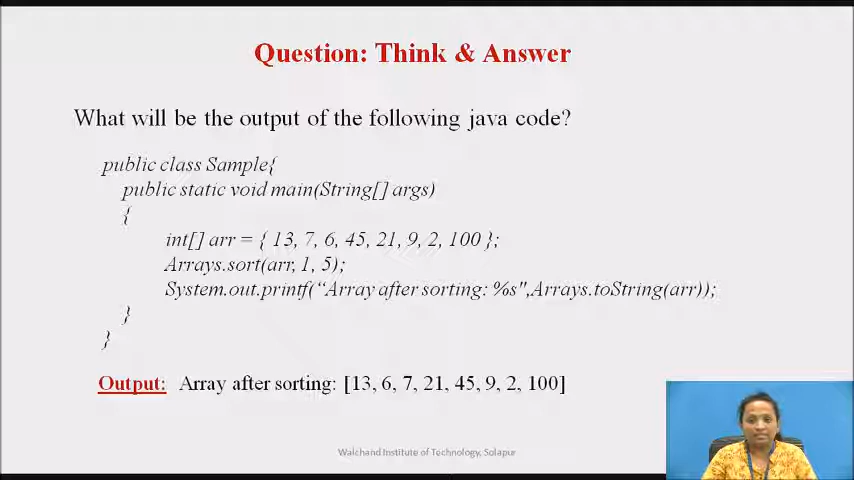 Question: Think & Answer
What will be the output of the following java code?
public class Sample{
public static void main(String[] args)
{
int[] arr = { 13, 7, 6, 45, 21, 9, 2, 100 };
Arrays.sort(arr, 1, 5);
System.out.printf(“Array after sorting: %s",Arrays.toString(arr));
}
}
Output: Array after sorting: [13, 6, 7, 21, 45, 9, 2, 100]
Walchand Institute of Technology, Solapur